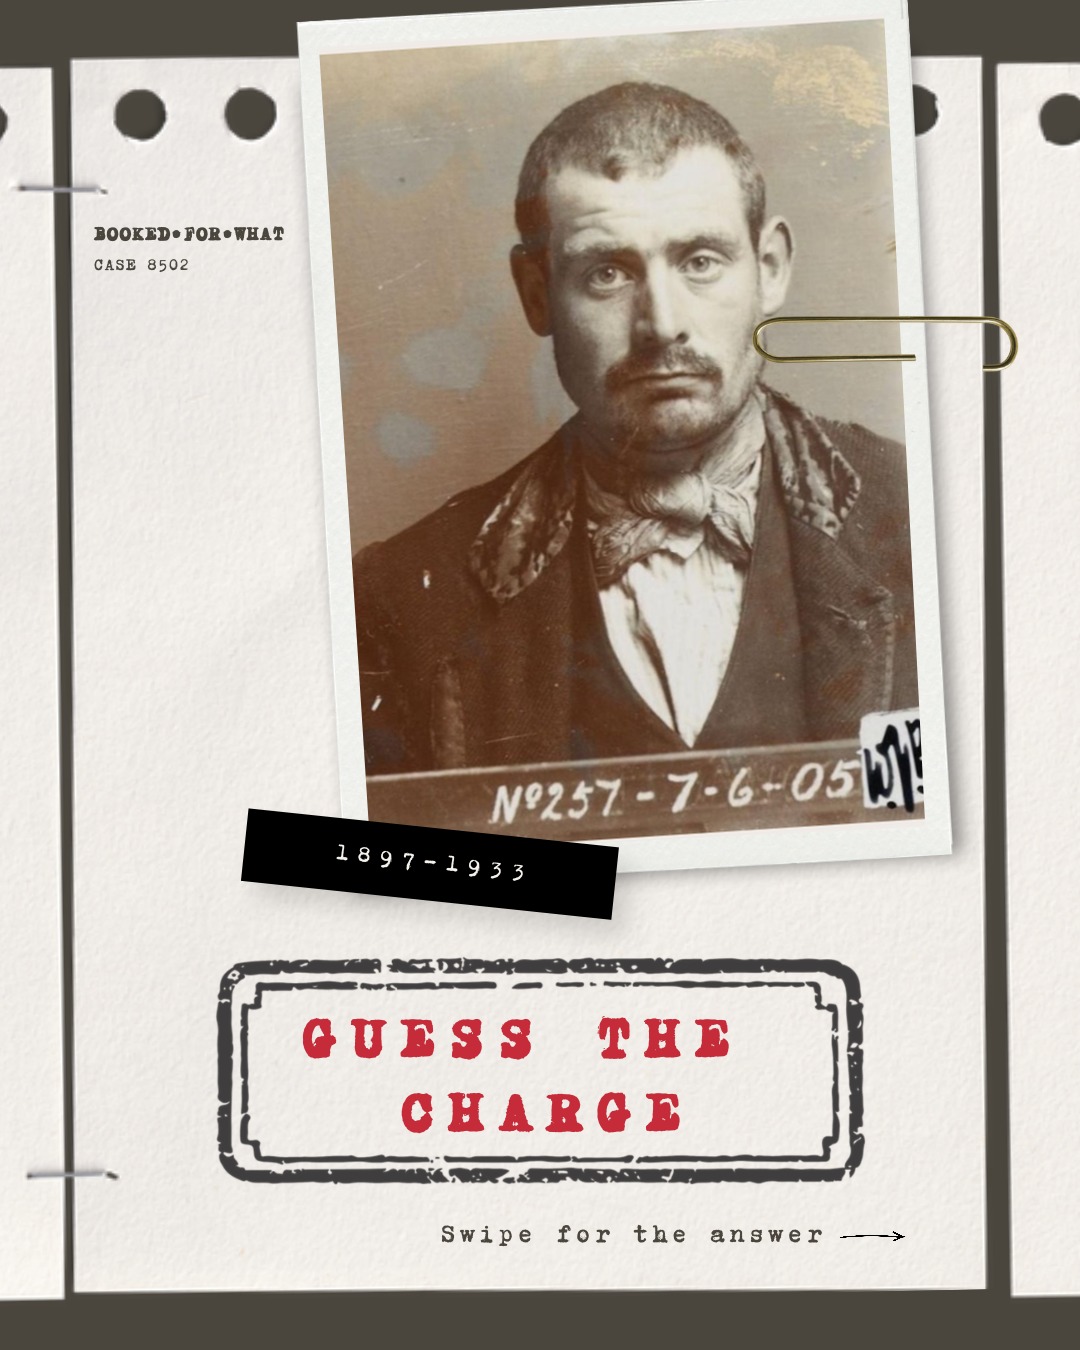 BOOKED•FOR•WHAT
CASE 8502
Nº257-7-6-05
1897-1933
GUESS THE
CHARGE
Swipe for the answer